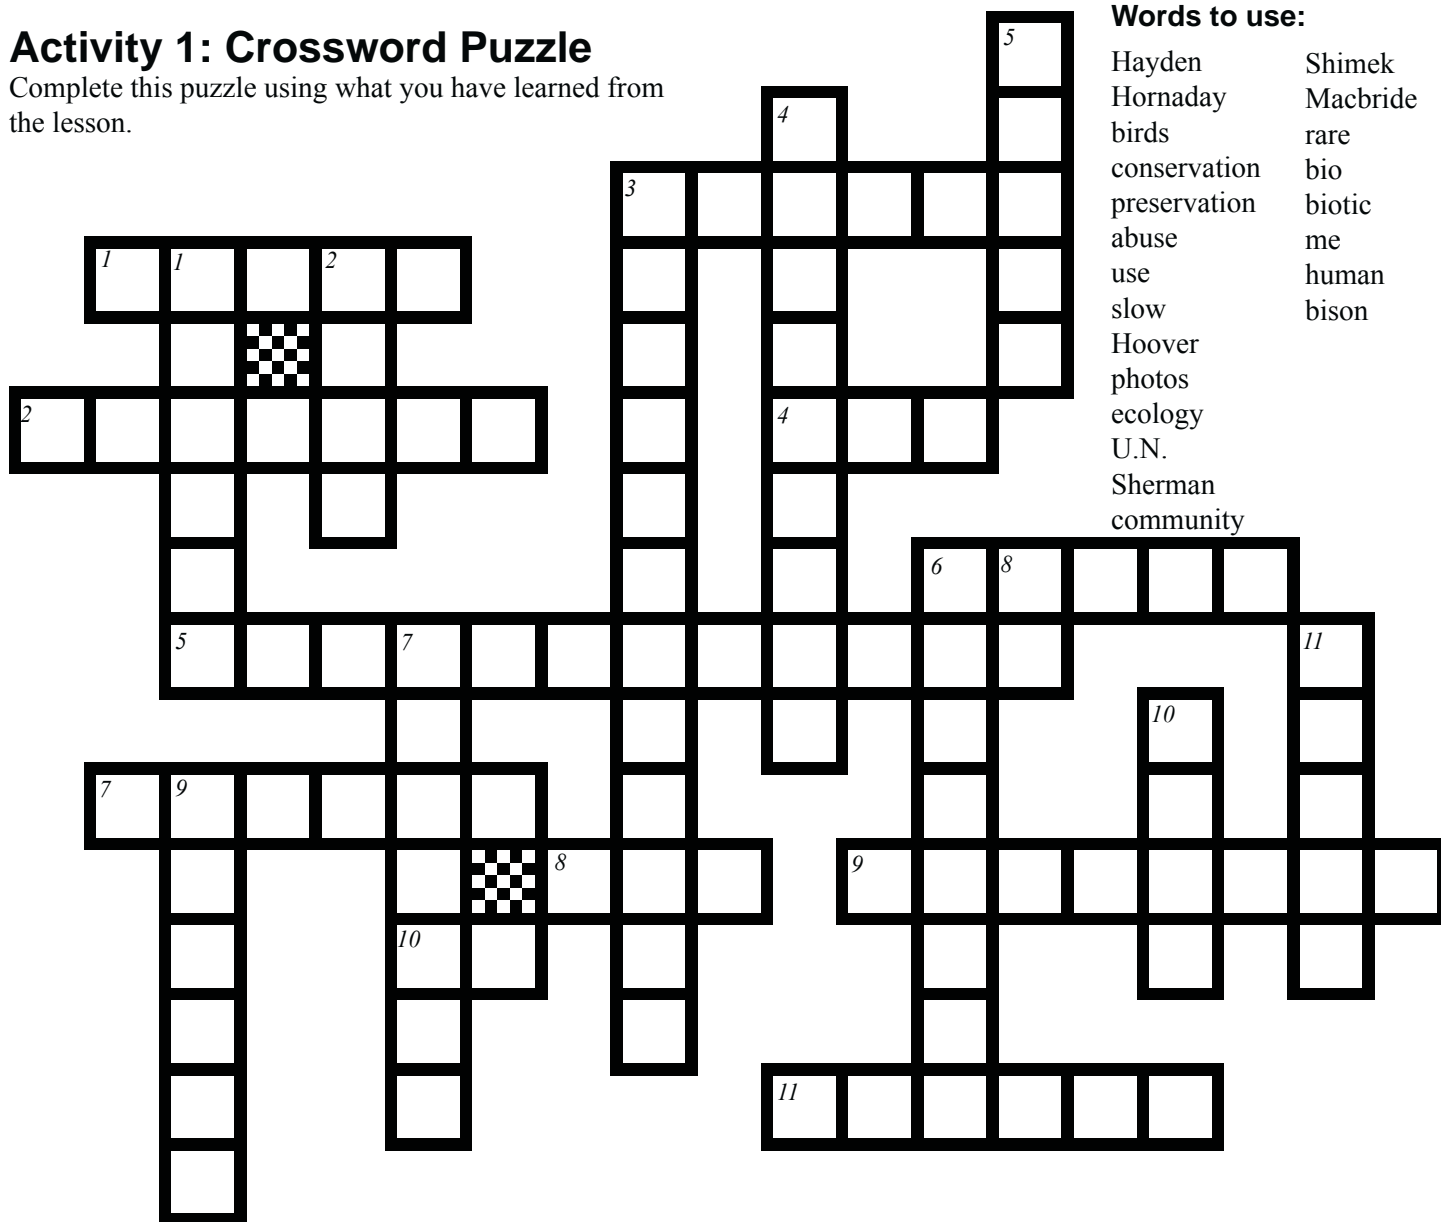 Activity 1: Crossword Puzzle
Complete this puzzle using what you have learned from
the lesson.
Words to use:
Hayden
Hornaday
birds
conservation
preservation
abuse
use
slow
Hoover
photos
ecology
U.N.
Sherman
community
Shimek
Macbride
rare
bio
biotic
me
human
bison
5
4
3
1 1 2
2
4
6 8
5 7 11
10
7 9
8 9
10
11